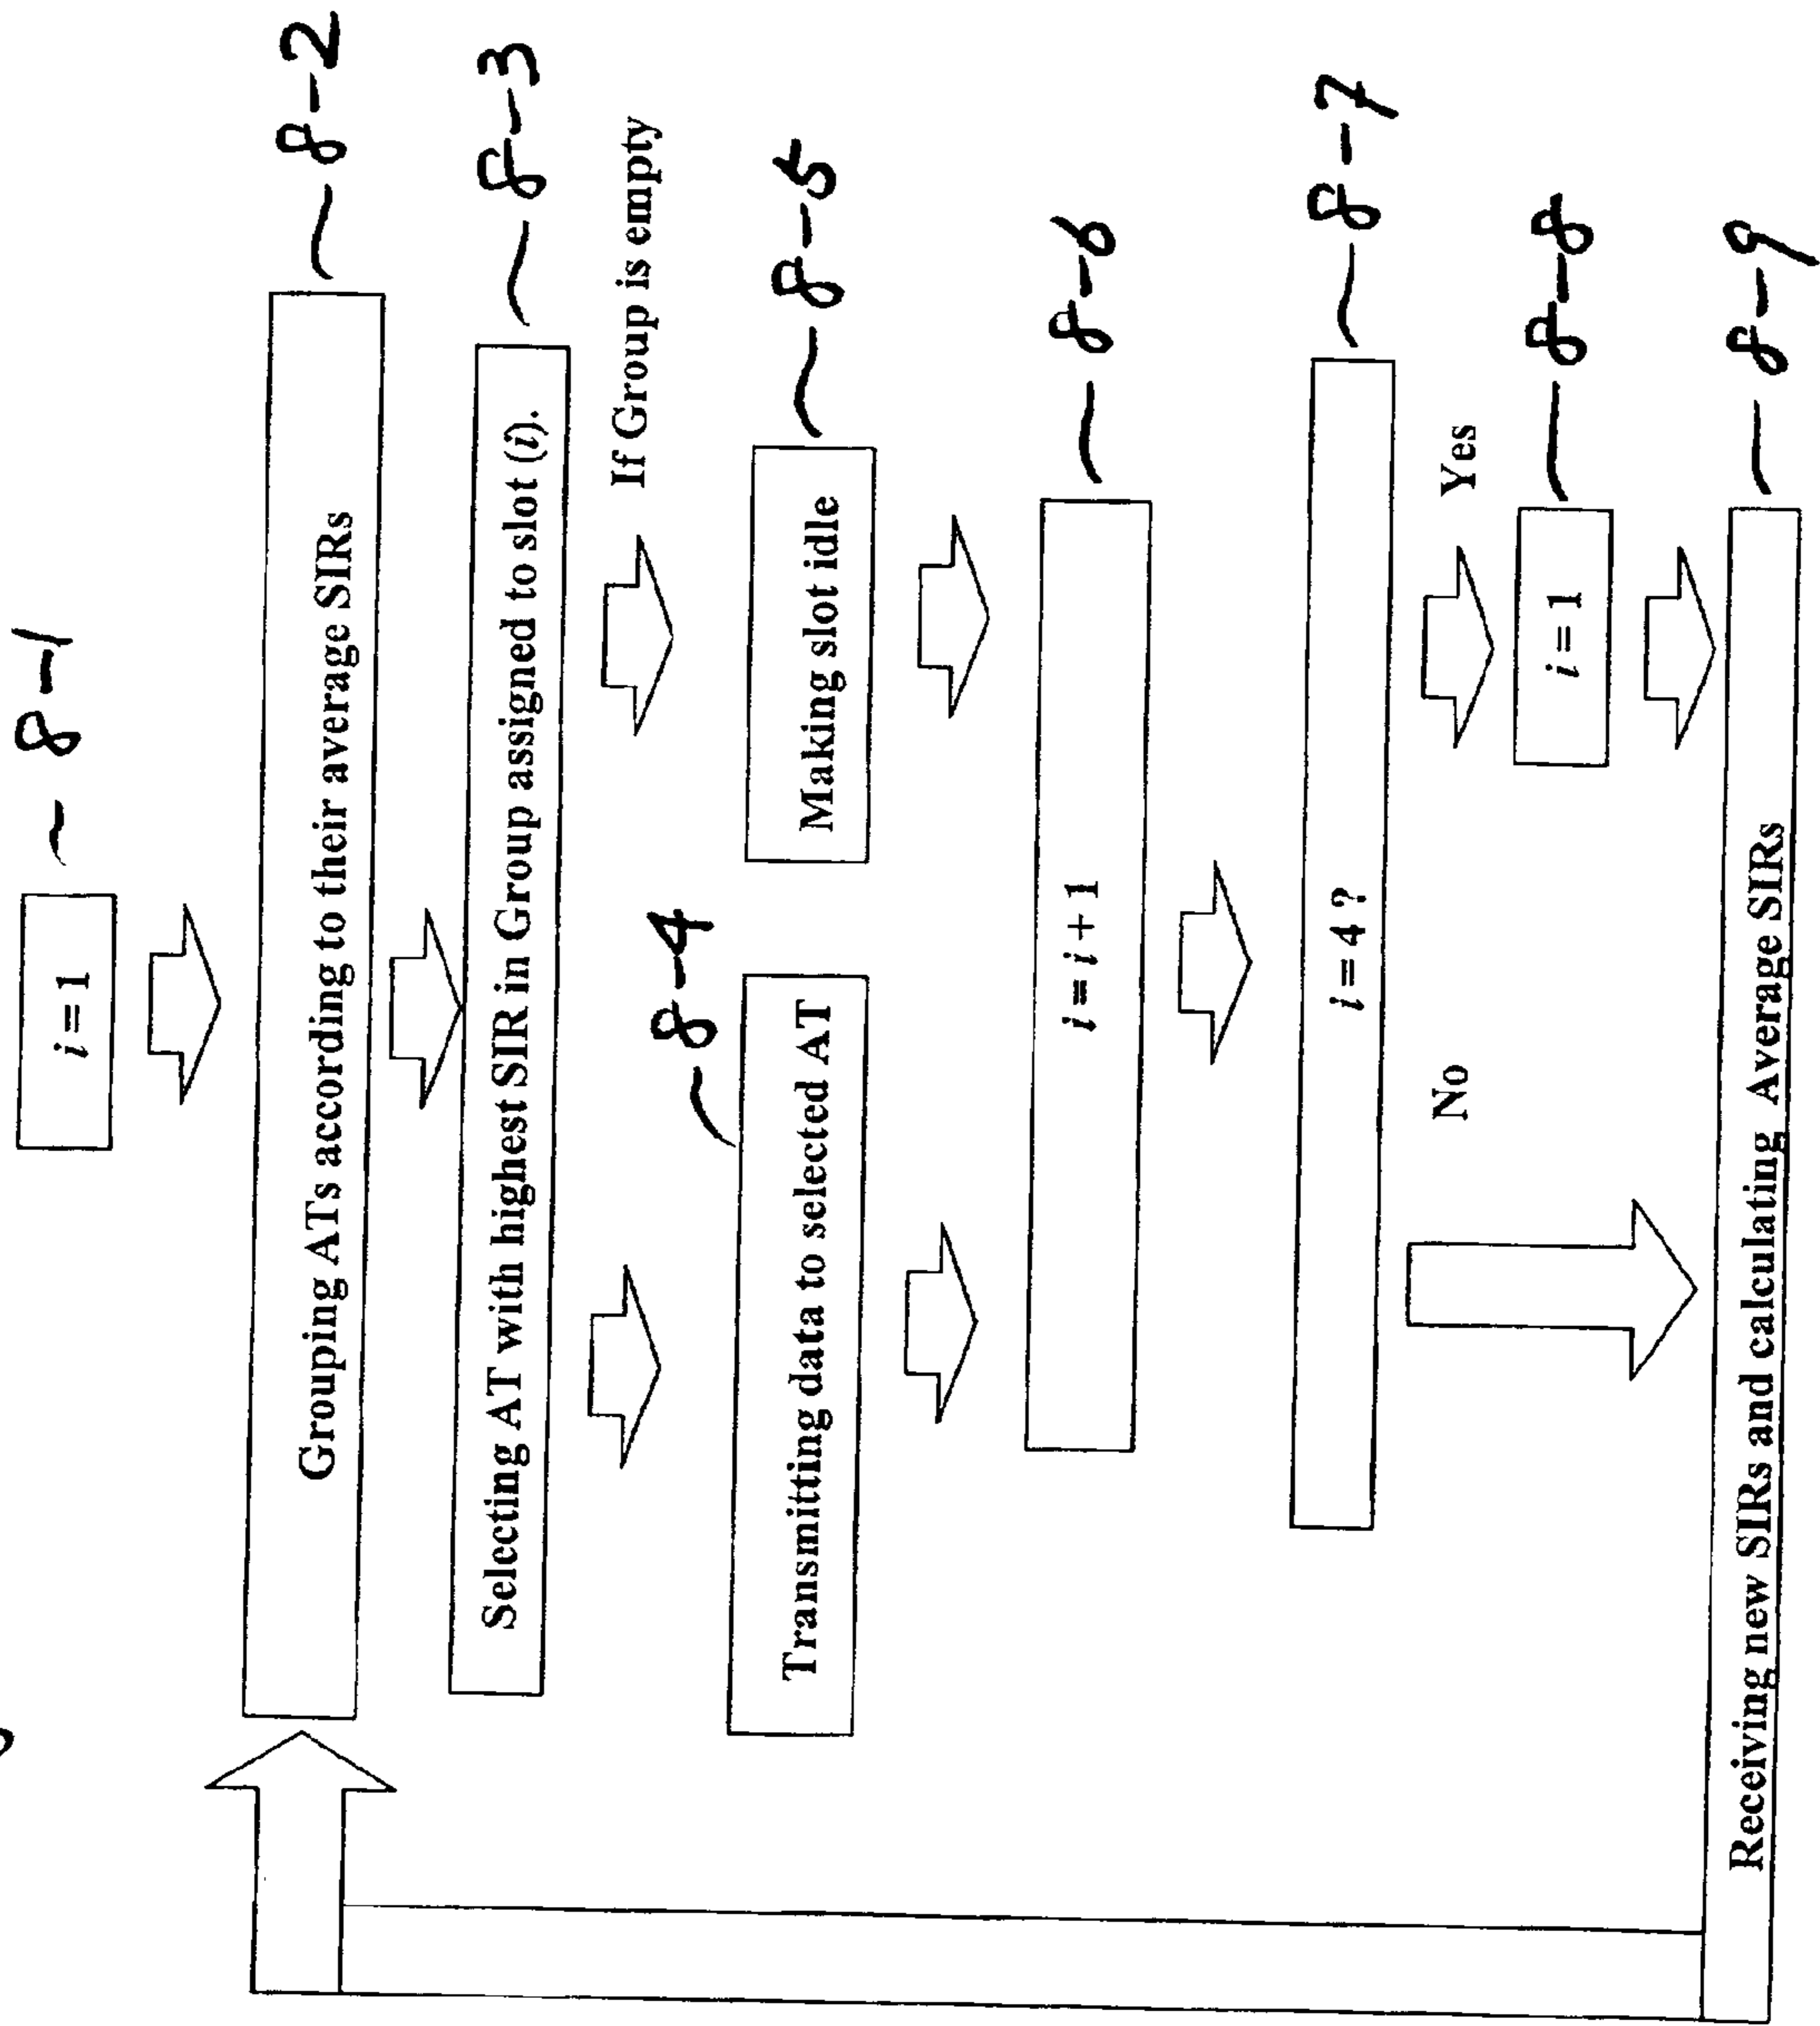 i = 1 ~ 8-1
Grouping ATs according to their average SIRs ~ 8-2
Selecting AT with highest SIR in Group assigned to slot (i). ~ 8-3
If Group is empty
8-4
Transmitting data to selected AT
Making slot idle ~ 8-5
i = i + 1 ~ 8-6
i = 4 ? ~ 8-7
No
Yes
i = 1 ~ 8-8
Receiving new SIRs and calculating Average SIRs ~ 8-9